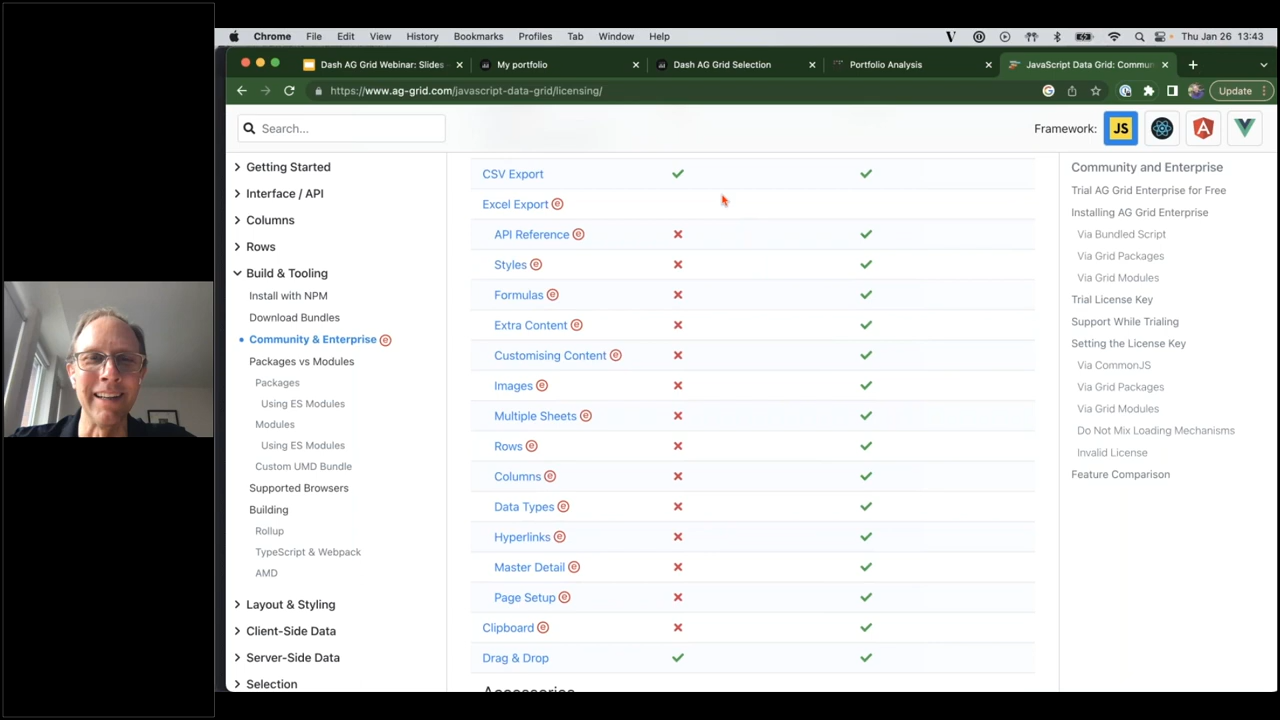 Chrome File Edit View History Bookmarks Profiles Tab Window Help Thu Jan 26 13:43
Dash AG Grid Webinar: Slides - My portfolio Dash AG Grid Selection Portfolio Analysis JavaScript Data Grid: Commun
https://www.ag-grid.com/javascript-data-grid/licensing/ Update
Search...
Framework: JS
Getting Started
Interface / API
Columns
Rows
Build & Tooling
Install with NPM
Download Bundles
Community & Enterprise e
Packages vs Modules
Packages
Using ES Modules
Modules
Using ES Modules
Custom UMD Bundle
Supported Browsers
Building
Rollup
TypeScript & Webpack
AMD
Layout & Styling
Client-Side Data
Server-Side Data
Selection
CSV Export
Excel Export e
API Reference e
Styles e
Formulas e
Extra Content e
Customising Content e
Images e
Multiple Sheets e
Rows e
Columns e
Data Types e
Hyperlinks e
Master Detail e
Page Setup e
Clipboard e
Drag & Drop
Accessories
Community and Enterprise
Trial AG Grid Enterprise for Free
Installing AG Grid Enterprise
Via Bundled Script
Via Grid Packages
Via Grid Modules
Trial License Key
Support While Trialing
Setting the License Key
Via CommonJS
Via Grid Packages
Via Grid Modules
Do Not Mix Loading Mechanisms
Invalid License
Feature Comparison